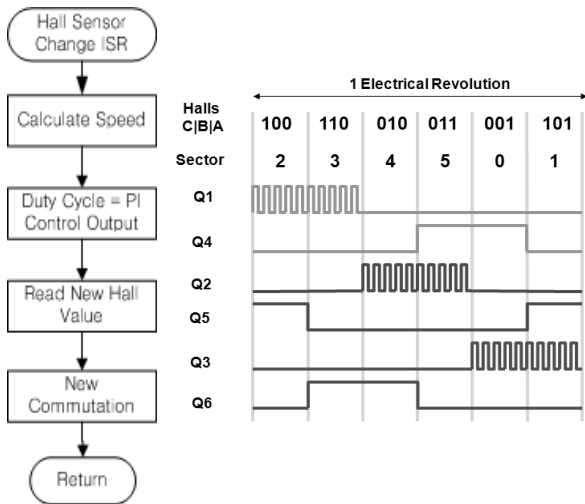 Hall Sensor
Change ISR
Calculate Speed
Duty Cycle = PI
Control Output
Read New Hall
Value
New
Commutation
Return
1 Electrical Revolution
Halls
C|B|A
100 110 010 011 001 101
Sector 2 3 4 5 0 1
Q1
Q4
Q2
Q5
Q3
Q6